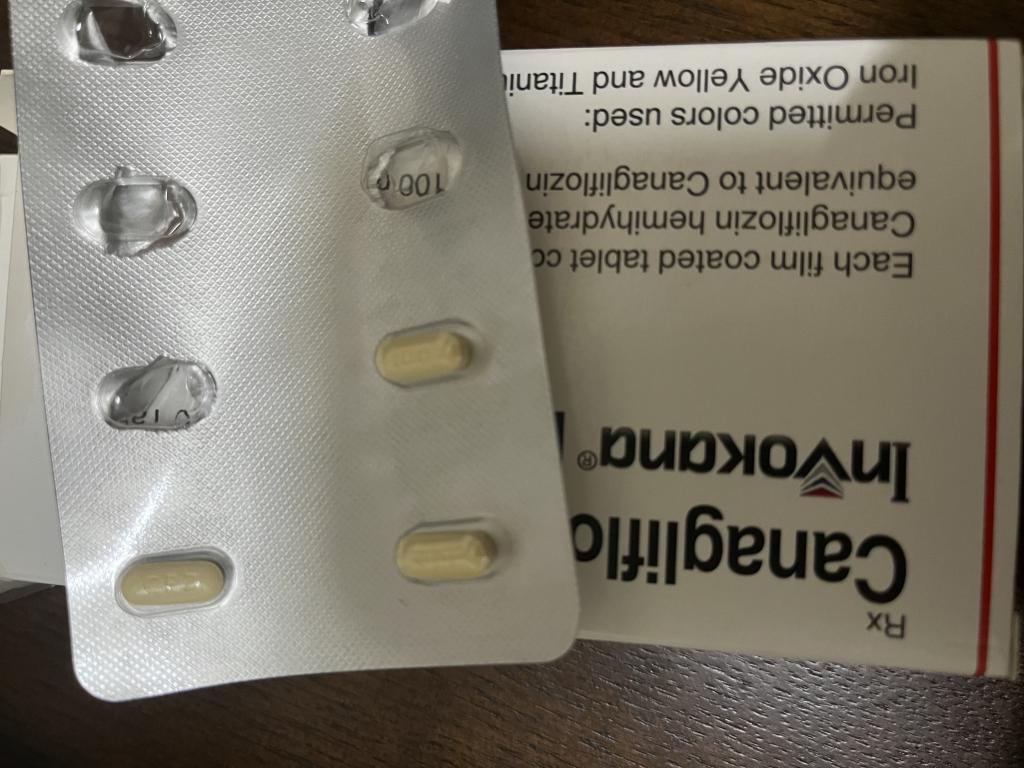 Rx
Canagliflo
INVOKANA®
Each film coated tablet co
Canagliflozin hemihydrate
equivalent to Canagliflozin
Permitted colors used:
Iron Oxide Yellow and Titani
100